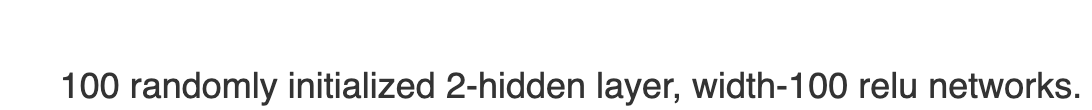 100 randomly initialized 2-hidden layer, width-100 relu networks.